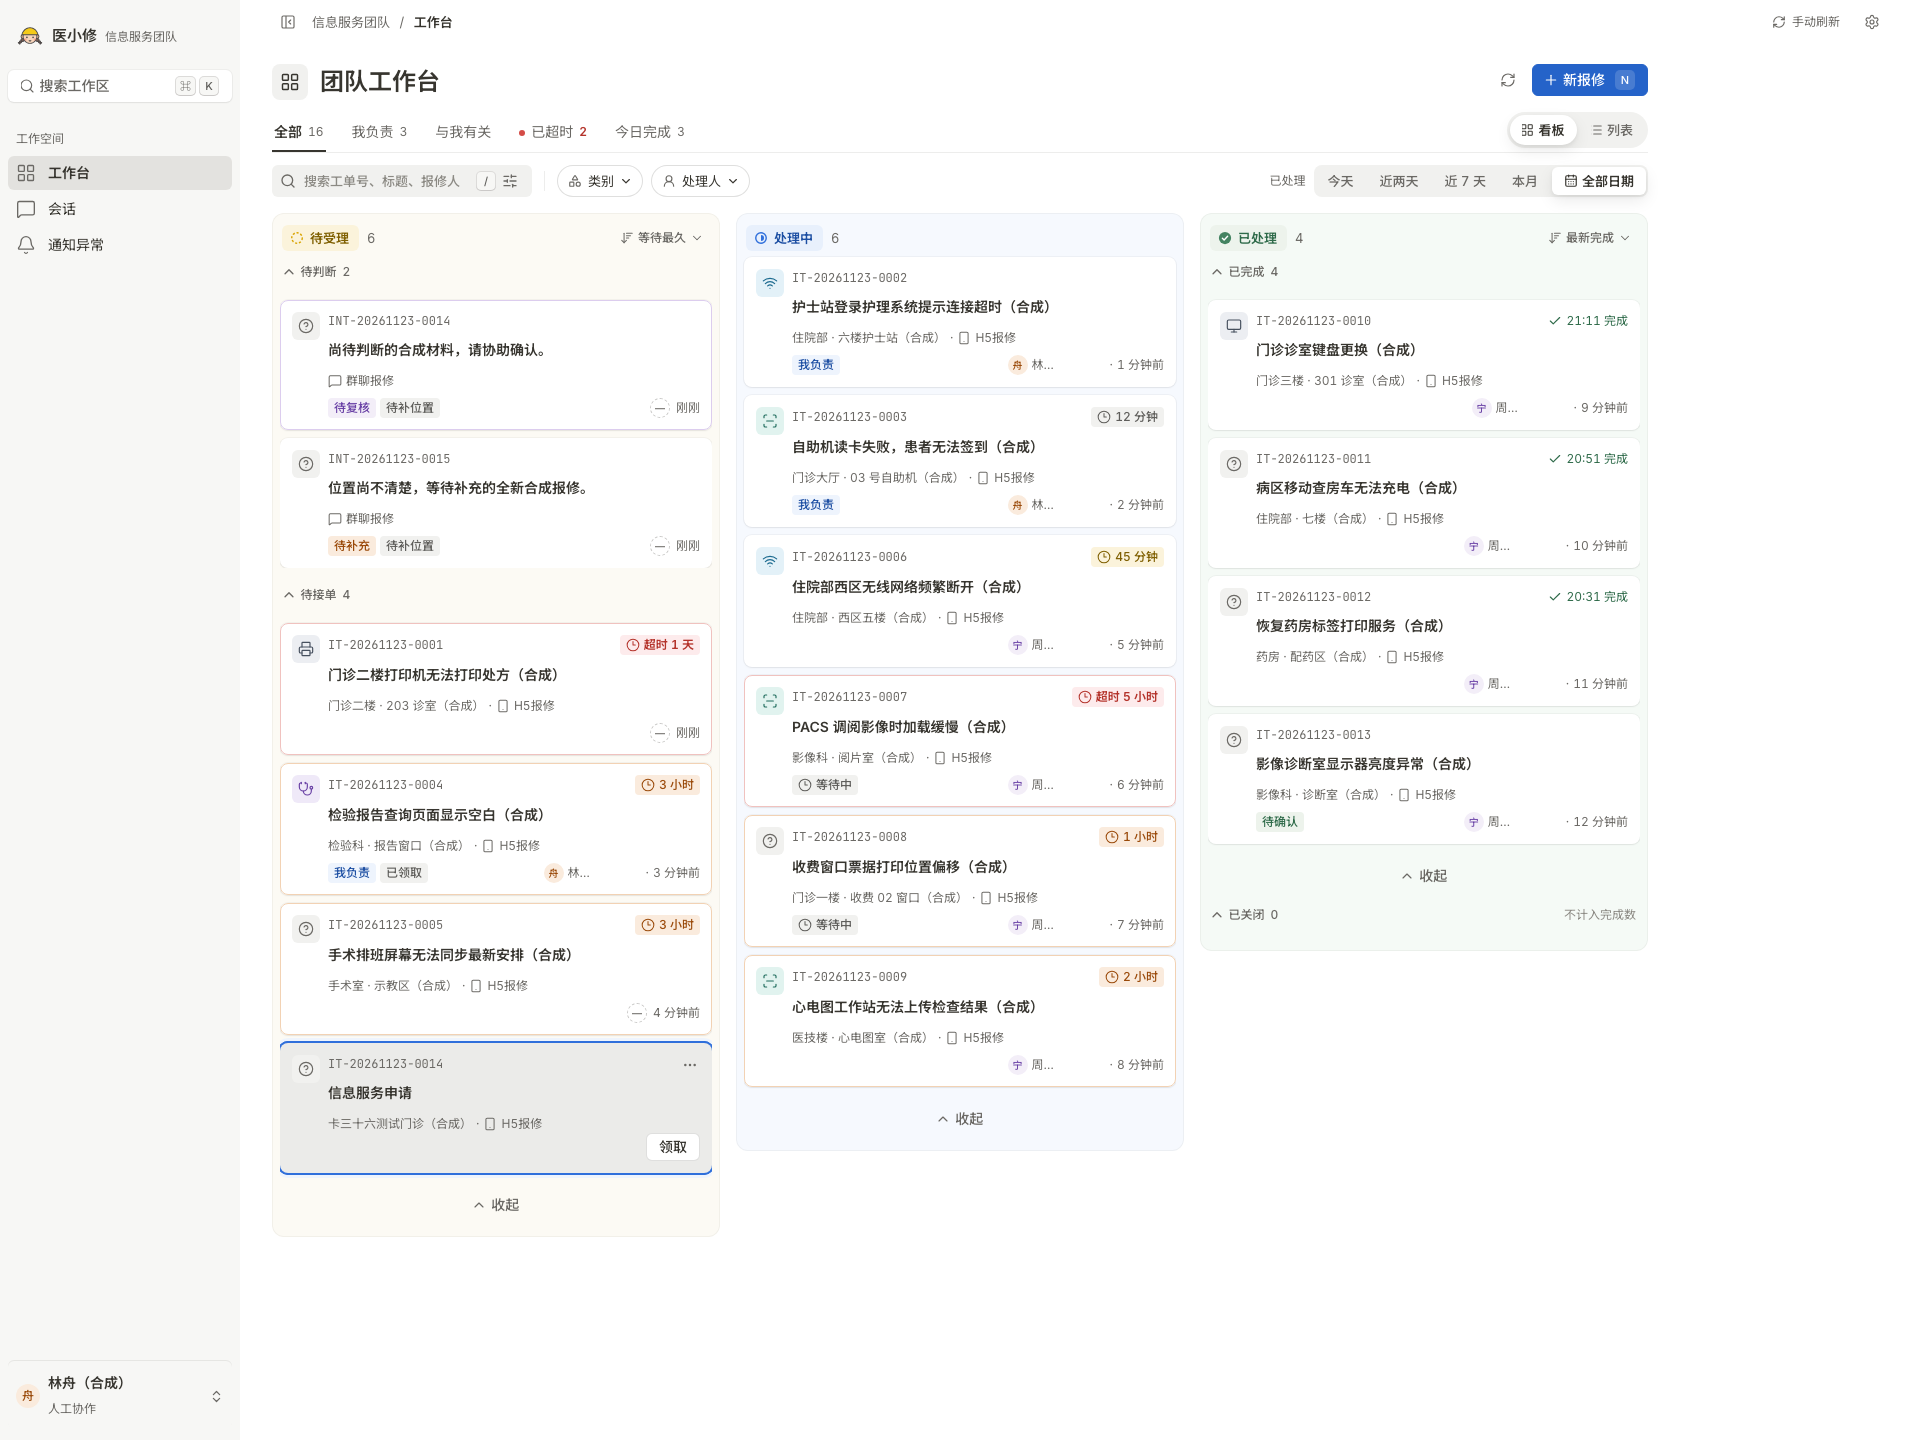 医小修 信息服务团队
搜索工作区 ⌘ K
工作空间
工作台
会话
通知异常
林舟（合成）
人工协作
舟
信息服务团队 / 工作台
手动刷新
团队工作台
新报修 N
全部 16 我负责 3 与我有关 已超时 2 今日完成 3
看板 列表
搜索工单号、标题、报修人 / 类别 处理人
已处理 今天 近两天 近 7 天 本月 全部日期
待受理 6 等待最久
待判断 2
INT-20261123-0014
尚待判断的合成材料，请协助确认。
群聊报修
待复核 待补位置 刚刚
INT-20261123-0015
位置尚不清楚，等待补充的全新合成报修。
群聊报修
待补充 待补位置 刚刚
待接单 4
IT-20261123-0001 超时 1 天
门诊二楼打印机无法打印处方（合成）
门诊二楼 · 203 诊室（合成） · H5报修
刚刚
IT-20261123-0004 3 小时
检验报告查询页面显示空白（合成）
检验科 · 报告窗口（合成） · H5报修
我负责 已领取 舟 林... · 3 分钟前
IT-20261123-0005 3 小时
手术排班屏幕无法同步最新安排（合成）
手术室 · 示教区（合成） · H5报修
4 分钟前
IT-20261123-0014
信息服务申请
卡三十六测试门诊（合成） · H5报修
领取
收起
处理中 6
IT-20261123-0002
护士站登录护理系统提示连接超时（合成）
住院部 · 六楼护士站（合成） · H5报修
我负责 舟 林... · 1 分钟前
IT-20261123-0003 12 分钟
自助机读卡失败，患者无法签到（合成）
门诊大厅 · 03 号自助机（合成） · H5报修
我负责 舟 林... · 2 分钟前
IT-20261123-0006 45 分钟
住院部西区无线网络频繁断开（合成）
住院部 · 西区五楼（合成） · H5报修
宁 周... · 5 分钟前
IT-20261123-0007 超时 5 小时
PACS 调阅影像时加载缓慢（合成）
影像科 · 阅片室（合成） · H5报修
等待中 宁 周... · 6 分钟前
IT-20261123-0008 1 小时
收费窗口票据打印位置偏移（合成）
门诊一楼 · 收费 02 窗口（合成） · H5报修
等待中 宁 周... · 7 分钟前
IT-20261123-0009 2 小时
心电图工作站无法上传检查结果（合成）
医技楼 · 心电图室（合成） · H5报修
宁 周... · 8 分钟前
收起
已处理 4 最新完成
已完成 4
IT-20261123-0010 21:11 完成
门诊诊室键盘更换（合成）
门诊三楼 · 301 诊室（合成） · H5报修
宁 周... · 9 分钟前
IT-20261123-0011 20:51 完成
病区移动查房车无法充电（合成）
住院部 · 七楼（合成） · H5报修
宁 周... · 10 分钟前
IT-20261123-0012 20:31 完成
恢复药房标签打印服务（合成）
药房 · 配药区（合成） · H5报修
宁 周... · 11 分钟前
IT-20261123-0013
影像诊断室显示器亮度异常（合成）
影像科 · 诊断室（合成） · H5报修
待确认 宁 周... · 12 分钟前
收起
已关闭 0 不计入完成数